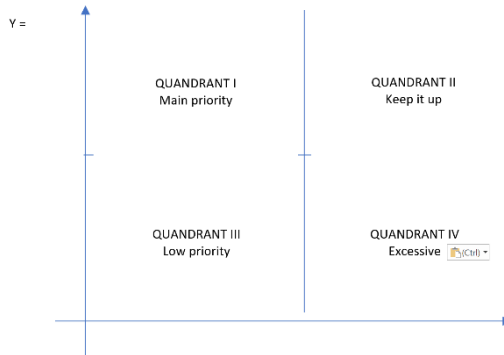 Y =
QUANDRANT I
Main priority
QUANDRANT II
Keep it up
QUANDRANT III
Low priority
QUANDRANT IV
Excessive
(Ctrl)